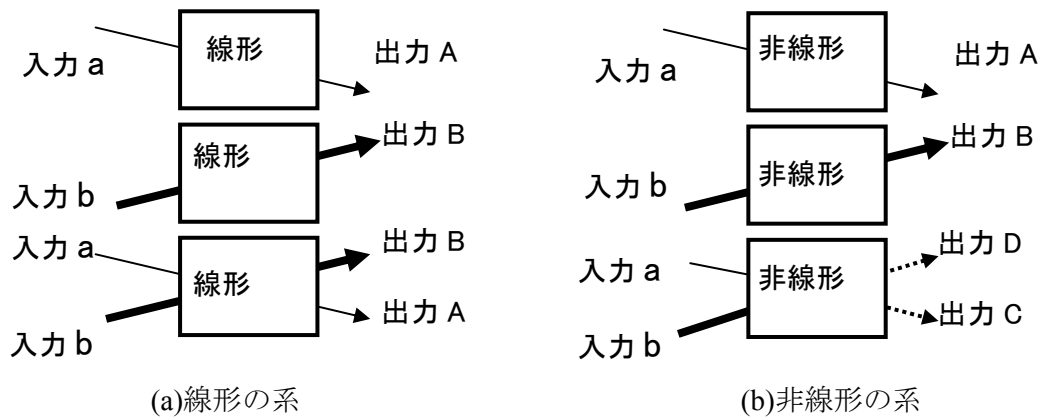 入力 a
線形
出力 A
入力 b
線形
出力 B
入力 a
入力 b
線形
出力 B
出力 A
(a)線形の系
入力 a
非線形
出力 A
入力 b
非線形
出力 B
入力 a
入力 b
非線形
出力 D
出力 C
(b)非線形の系